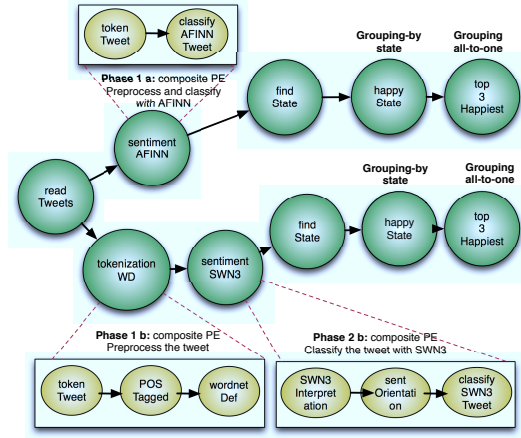 token
Tweet
classify
AFINN
Tweet
Phase 1 a: composite PE
Preprocess and classify
with AFINN
Grouping-by
state
Grouping
all-to-one
find
State
happy
State
top
3
Happiest
sentiment
AFINN
read
Tweets
Grouping-by
state
Grouping
all-to-one
find
State
happy
State
top
3
Happiest
tokenization
WD
sentiment
SWN3
Phase 1 b: composite PE
Preprocess the tweet
Phase 2 b: composite PE
Classify the tweet with SWN3
token
Tweet
POS
Tagged
wordnet
Def
SWN3
Interpret
ation
sent
Orientati
on
classify
SWN3
Tweet